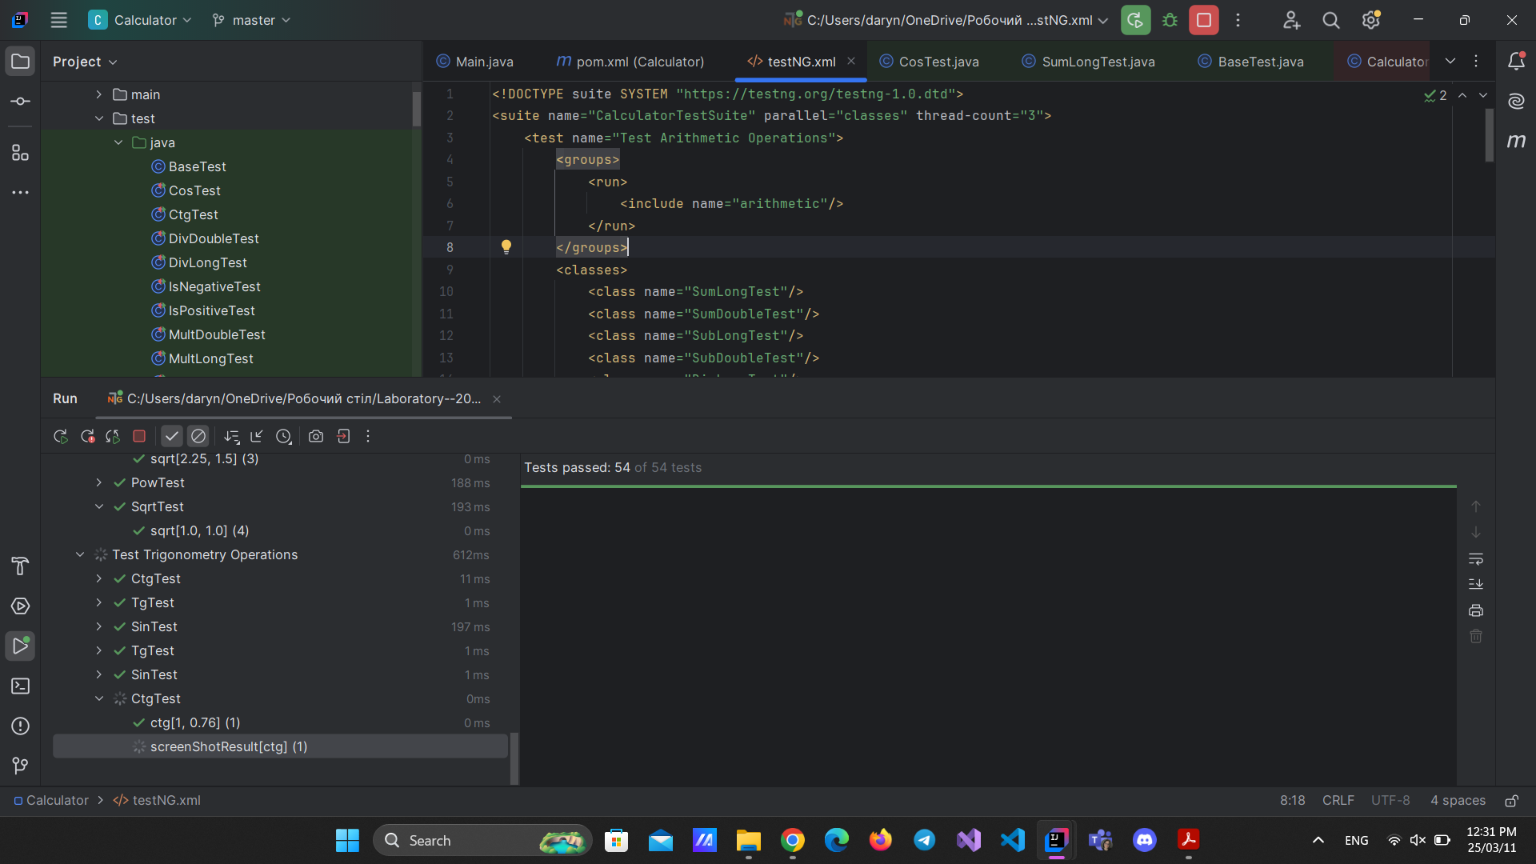 C Calculator master C:/Users/daryn/OneDrive/Робочий ...stNG.xml
Project
Main.java pom.xml (Calculator) testNG.xml CosTest.java SumLongTest.java BaseTest.java Calculator
main
test
java
BaseTest
CosTest
CtgTest
DivDoubleTest
DivLongTest
IsNegativeTest
IsPositiveTest
MultDoubleTest
MultLongTest
2
1 <!DOCTYPE suite SYSTEM "https://testng.org/testng-1.0.dtd">
2 <suite name="CalculatorTestSuite" parallel="classes" thread-count="3">
3 <test name="Test Arithmetic Operations">
4 <groups>
5 <run>
6 <include name="arithmetic"/>
7 </run>
8 </groups>
9 <classes>
10 <class name="SumLongTest"/>
11 <class name="SumDoubleTest"/>
12 <class name="SubLongTest"/>
13 <class name="SubDoubleTest"/>
Run C:/Users/daryn/OneDrive/Робочий стіл/Laboratory--20...
sqrt[2.25, 1.5] (3) 0 ms
PowTest 188 ms
SqrtTest 193 ms
sqrt[1.0, 1.0] (4) 0 ms
Test Trigonometry Operations 612ms
CtgTest 11 ms
TgTest 1 ms
SinTest 197 ms
TgTest 1 ms
SinTest 1 ms
CtgTest 0ms
ctg[1, 0.76] (1) 0 ms
screenShotResult[ctg] (1)
Tests passed: 54 of 54 tests
Calculator > testNG.xml
8:18 CRLF UTF-8 4 spaces
Search
ENG
12:31 PM
25/03/11